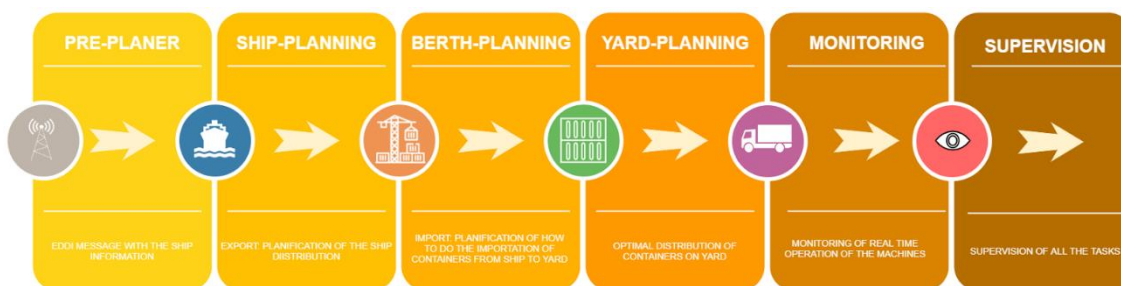 PRE-PLANER
EDDI MESSAGE WITH THE SHIP
INFORMATION
SHIP-PLANNING
EXPORT: PLANIFICATION OF THE SHIP
DIISTRIBUTION
BERTH-PLANNING
IMPORT: PLANIFICATION OF HOW
TO DO THE IMPORTATION OF
CONTAINERS FROM SHIP TO YARD
YARD-PLANNING
OPTIMAL DISTRIBUTION OF
CONTAINERS ON YARD
MONITORING
MONITORING OF REAL TIME
OPERATION OF THE MACHINES
SUPERVISION
SUPERVISION OF ALL THE TASKS